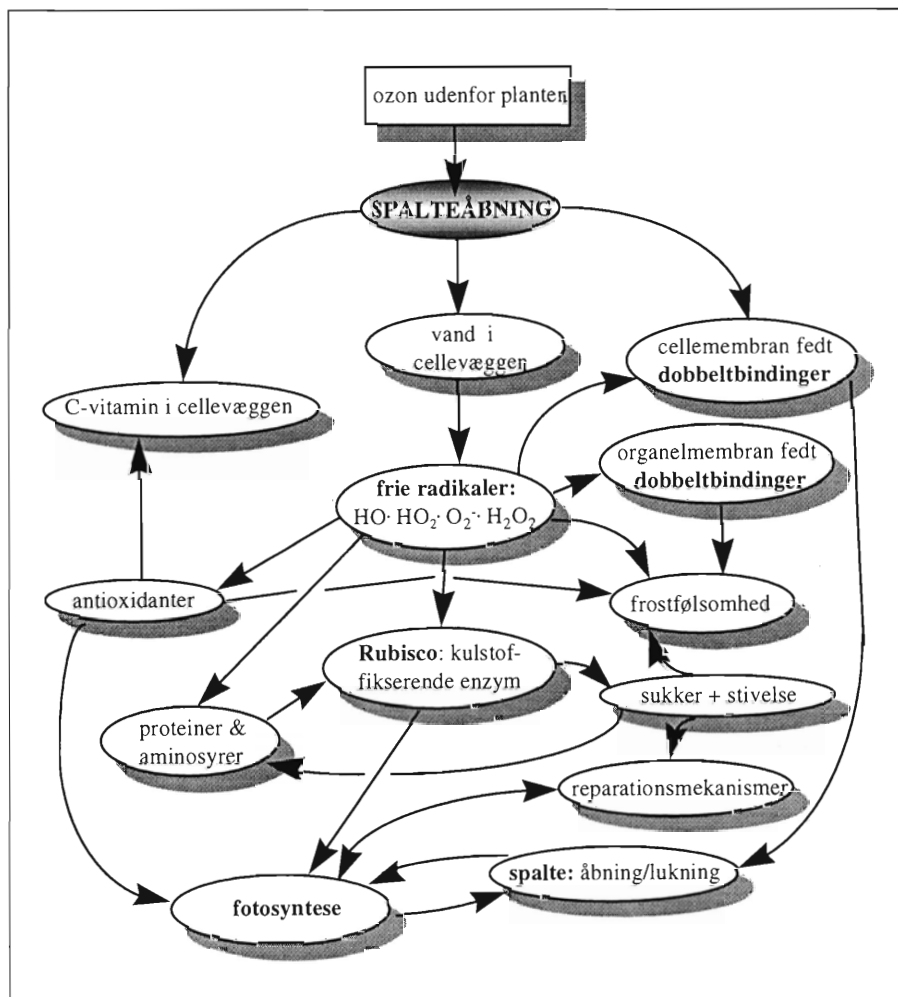 ozon udenfor planten
SPALTEÅBNING
vand i
cellevæggen
cellemembran fedt
dobbeltbindinger
C-vitamin i cellevæggen
organelmembran fedt
dobbeltbindinger
frie radikaler:
HO· HO₂· O₂⁻· H₂O₂
antioxidanter
frostfølsomhed
Rubisco: kulstof-
fikserende enzym
sukker + stivelse
proteiner &
aminosyrer
reparationsmekanismer
spalte: åbning/lukning
fotosyntese